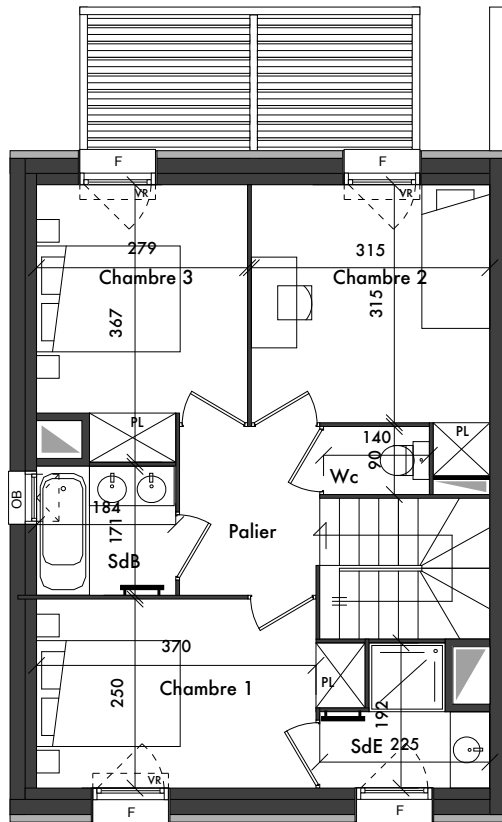 F
F
VR
VR
279
315
Chambre 3
Chambre 2
315
367
PL
PL
140
90
Wc
OB
184
171
SdB
Palier
370
Chambre 1
250
PL
192
SdE
225
VR
F
F